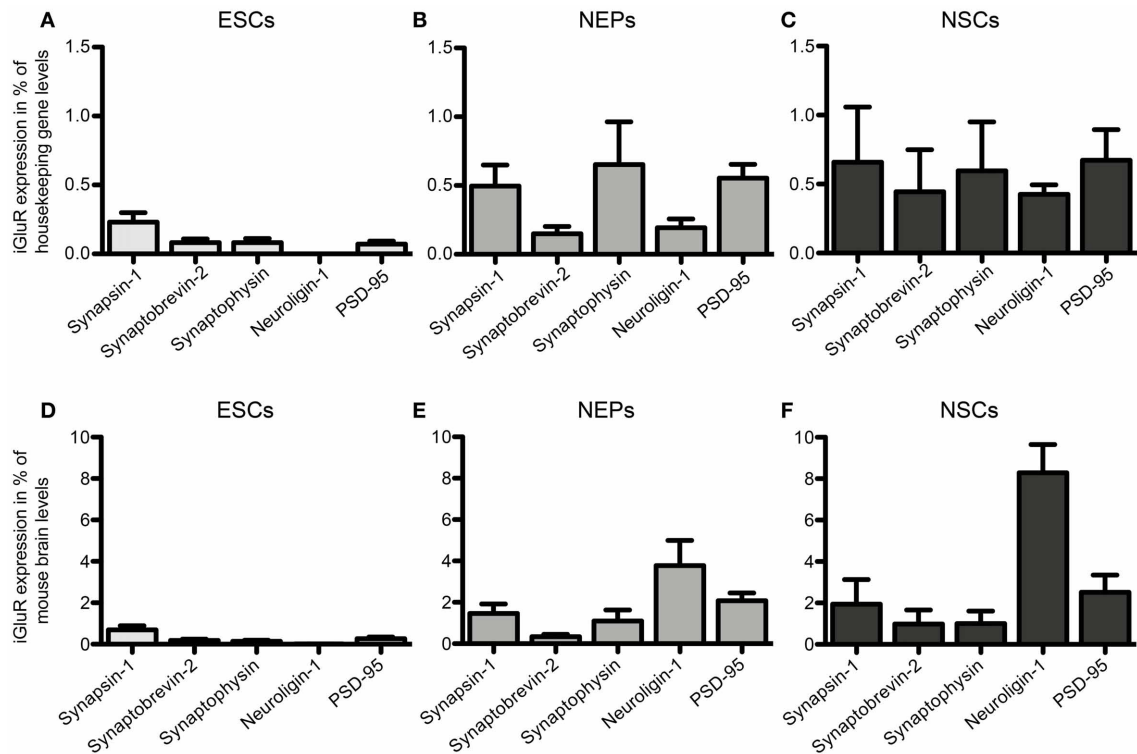 A ESCs
B NEPs
C NSCs
iGluR expression in % of
housekeeping gene levels
1.5
1.0
0.5
0.0
Synapsin-1
Synaptobrevin-2
Synaptophysin
Neuroligin-1
PSD-95
1.5
1.0
0.5
0.0
Synapsin-1
Synaptobrevin-2
Synaptophysin
Neuroligin-1
PSD-95
1.5
1.0
0.5
0.0
Synapsin-1
Synaptobrevin-2
Synaptophysin
Neuroligin-1
PSD-95
D ESCs
E NEPs
F NSCs
iGluR expression in % of
mouse brain levels
10
8
6
4
2
0
Synapsin-1
Synaptobrevin-2
Synaptophysin
Neuroligin-1
PSD-95
10
8
6
4
2
0
Synapsin-1
Synaptobrevin-2
Synaptophysin
Neuroligin-1
PSD-95
10
8
6
4
2
0
Synapsin-1
Synaptobrevin-2
Synaptophysin
Neuroligin-1
PSD-95